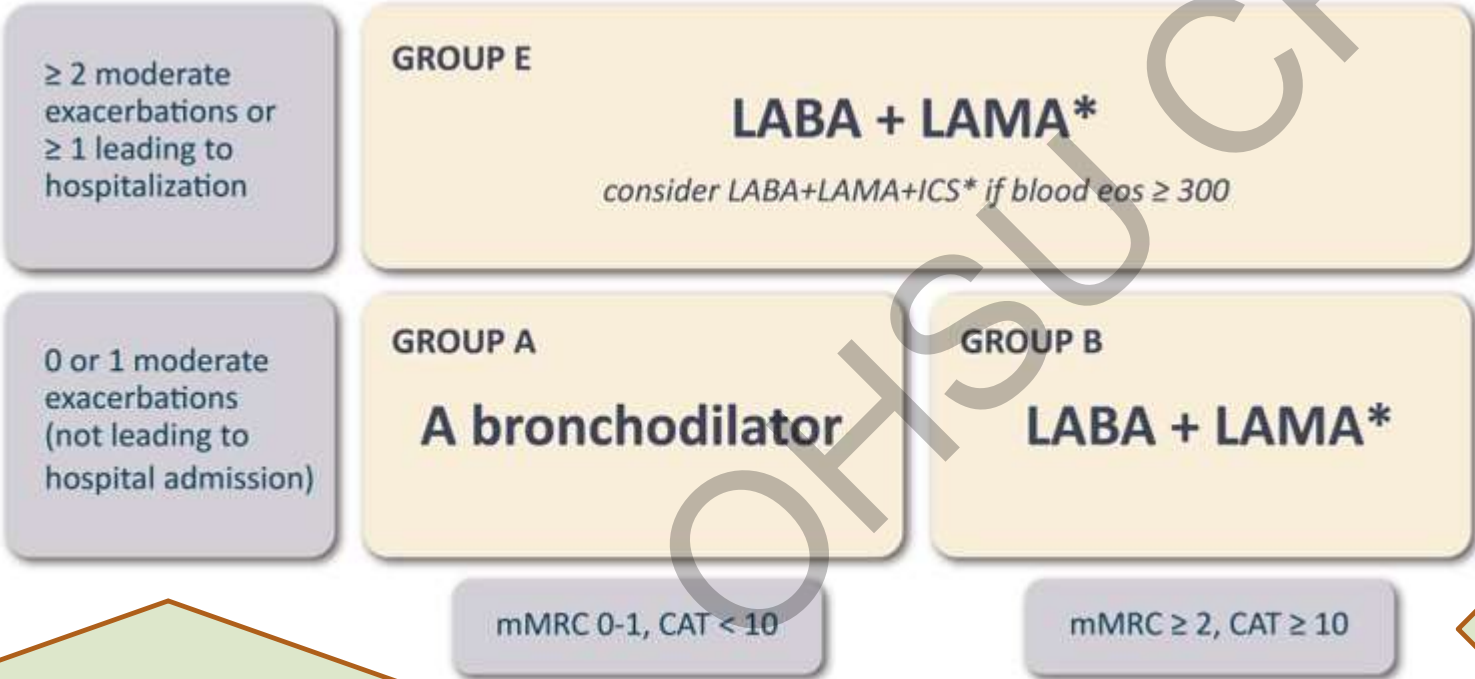 ≥ 2 moderate
exacerbations or
≥ 1 leading to
hospitalization
GROUP E
LABA + LAMA*
consider LABA+LAMA+ICS* if blood eos ≥ 300
0 or 1 moderate
exacerbations
(not leading to
hospital admission)
GROUP A
A bronchodilator
GROUP B
LABA + LAMA*
mMRC 0-1, CAT < 10
mMRC ≥ 2, CAT ≥ 10
OHSU